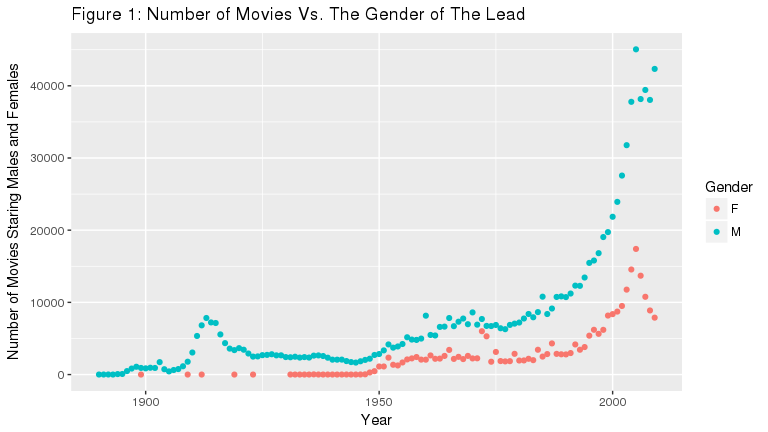 Figure 1: Number of Movies Vs. The Gender of The Lead
Number of Movies Staring Males and Females
40000
30000
20000
10000
0
1900
1950
2000
Year
Gender
F
M